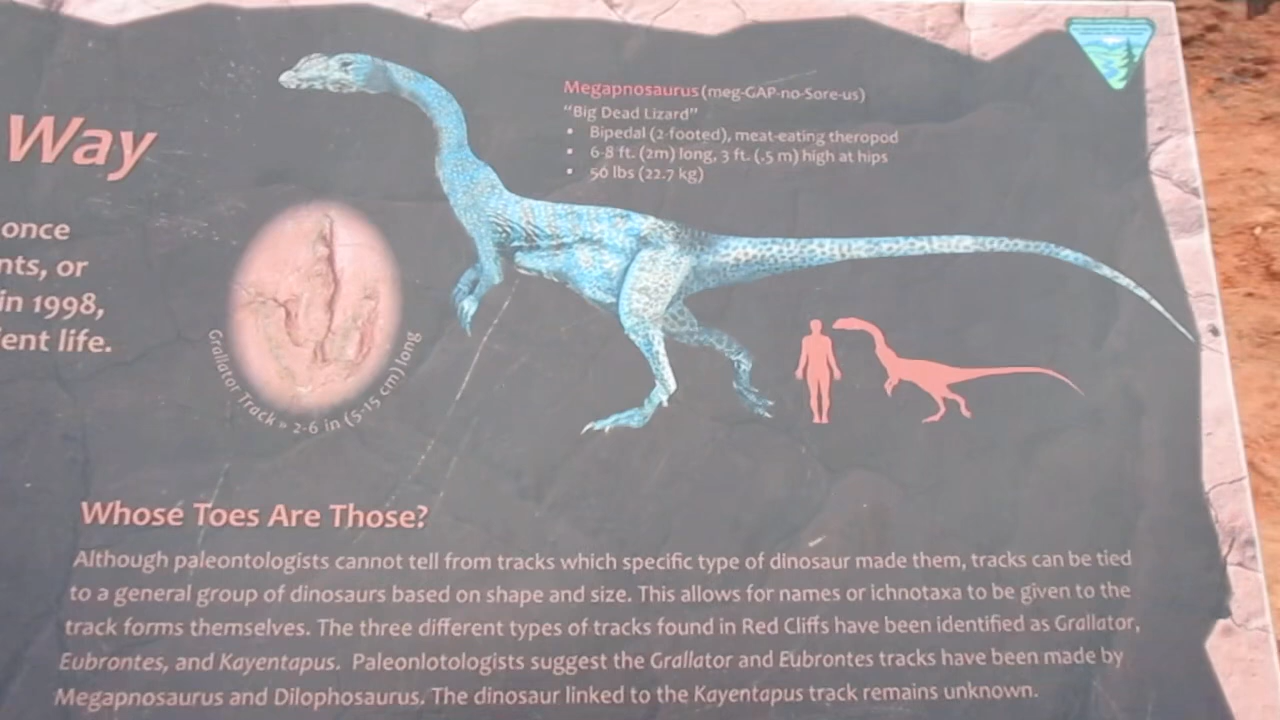 Way
once
nts, or
in 1998,
ent life.
Megapnosaurus (meg-GAP-no-Sore-us)
“Big Dead Lizard”
• Bipedal (2-footed), meat-eating theropod
• 6-8 ft. (2m) long, 3 ft. (.5 m) high at hips
• 50 lbs (22.7 kg)
Grallator Track » 2-6 in (5-15 cm) long
Whose Toes Are Those?
Although paleontologists cannot tell from tracks which specific type of dinosaur made them, tracks can be tied
to a general group of dinosaurs based on shape and size. This allows for names or ichnotaxa to be given to the
track forms themselves. The three different types of tracks found in Red Cliffs have been identified as Grallator,
Eubrontes, and Kayentapus. Paleonlotologists suggest the Grallator and Eubrontes tracks have been made by
Megapnosaurus and Dilophosaurus. The dinosaur linked to the Kayentapus track remains unknown.